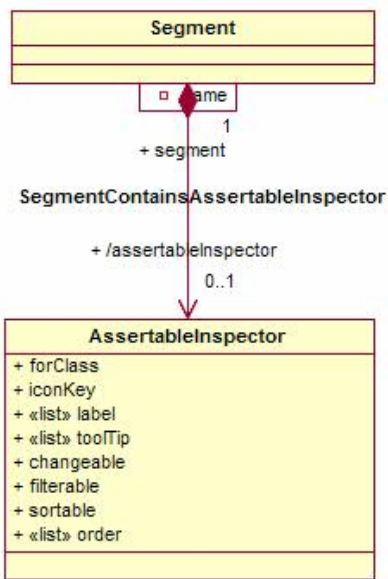 Segment
ame
1
+ segment
SegmentContainsAssertableInspector
+ /assertableInspector
0..1
AssertableInspector
+ forClass
+ iconKey
+ «list» label
+ «list» toolTip
+ changeable
+ filterable
+ sortable
+ «list» order